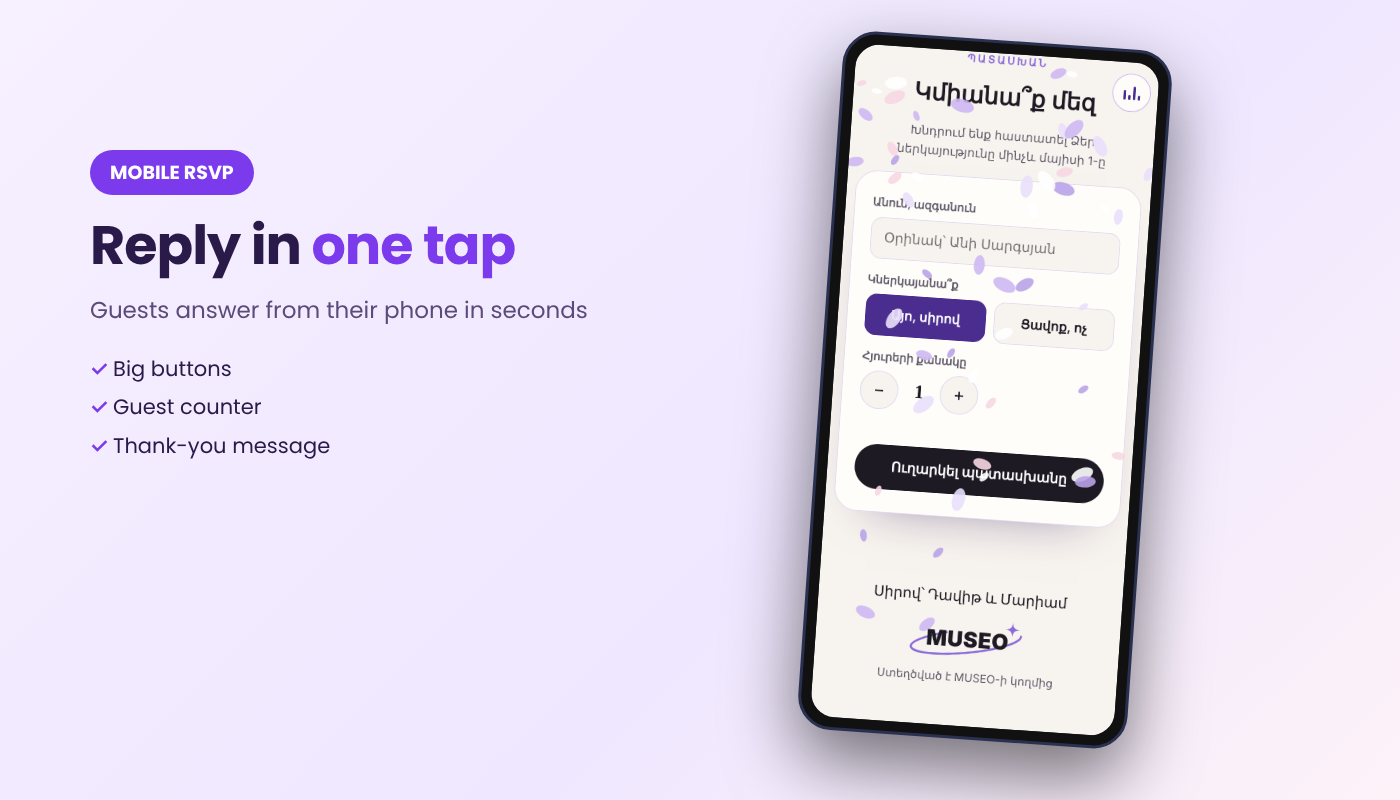 MOBILE RSVP
Reply in one tap
Guests answer from their phone in seconds
Big buttons
Guest counter
Thank-you message
ՊԱՏԱՍԽԱՆ
Կմիանա՞ք մեզ
Խնդրում ենք հաստատել Ձեր
ներկայությունը մինչև մայիսի 1-ը
Անուն, ազգանուն
Օրինակ՝ Անի Սարգսյան
Կներկայանա՞ք
Այո, սիրով
Ցավոք, ոչ
Հյուրերի քանակը
− 1 +
Ուղարկել պատասխանը
Սիրով՝ Դավիթ և Մարիամ
MUSEO
Ստեղծված է MUSEO-ի կողմից